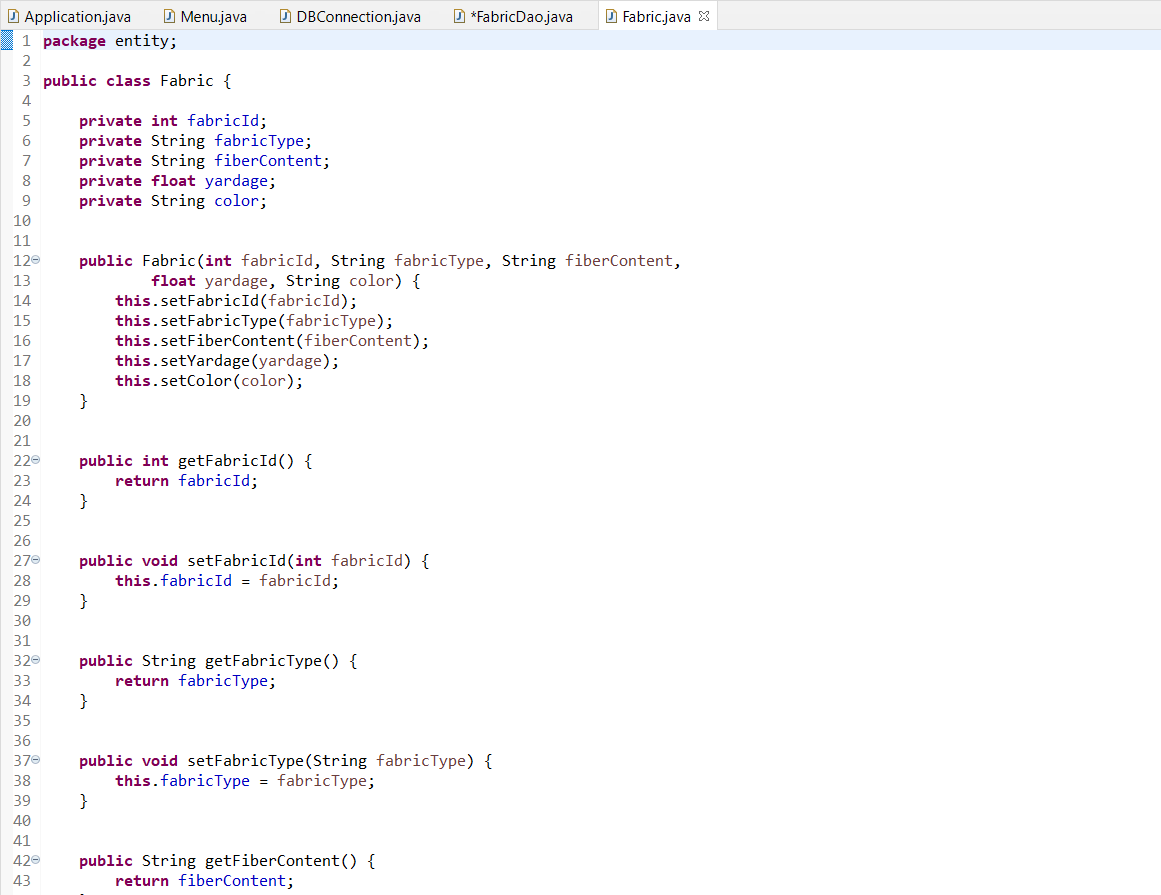 Application.java Menu.java DBConnection.java *FabricDao.java Fabric.java
1 package entity;
2
3 public class Fabric {
4
5     private int fabricId;
6     private String fabricType;
7     private String fiberContent;
8     private float yardage;
9     private String color;
10
11
12     public Fabric(int fabricId, String fabricType, String fiberContent,
13             float yardage, String color) {
14         this.setFabricId(fabricId);
15         this.setFabricType(fabricType);
16         this.setFiberContent(fiberContent);
17         this.setYardage(yardage);
18         this.setColor(color);
19     }
20
21
22     public int getFabricId() {
23         return fabricId;
24     }
25
26
27     public void setFabricId(int fabricId) {
28         this.fabricId = fabricId;
29     }
30
31
32     public String getFabricType() {
33         return fabricType;
34     }
35
36
37     public void setFabricType(String fabricType) {
38         this.fabricType = fabricType;
39     }
40
41
42     public String getFiberContent() {
43         return fiberContent;